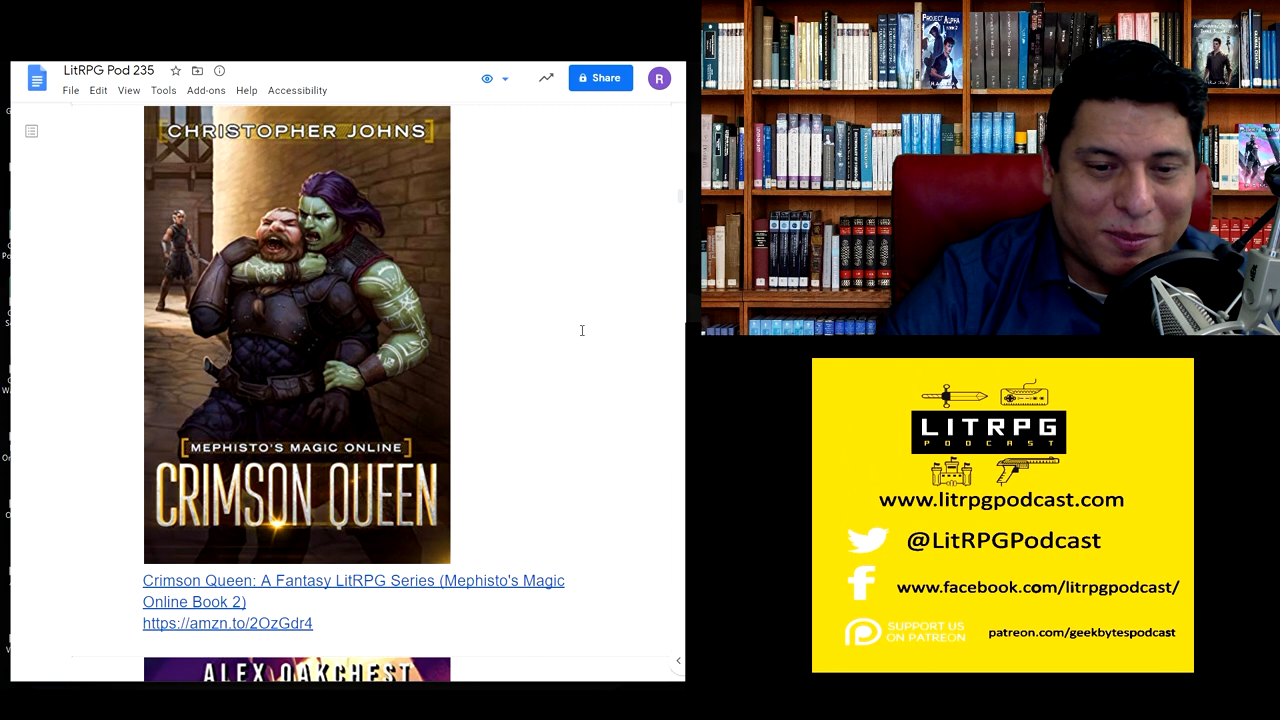 LitRPG Pod 235
File Edit View Tools Add-ons Help Accessibility
Share
R
[CHRISTOPHER JOHNS]
[MEPHISTO'S MAGIC ONLINE]
CRIMSON QUEEN
Crimson Queen: A Fantasy LitRPG Series (Mephisto's Magic
Online Book 2)
https://amzn.to/2OzGdr4
ALEX OAKCHEST
PROJECT ALPHA
LITRPG
PODCAST
www.litrpgpodcast.com
@LitRPGPodcast
www.facebook.com/litrpgpodcast/
SUPPORT US
ON PATREON
patreon.com/geekbytespodcast